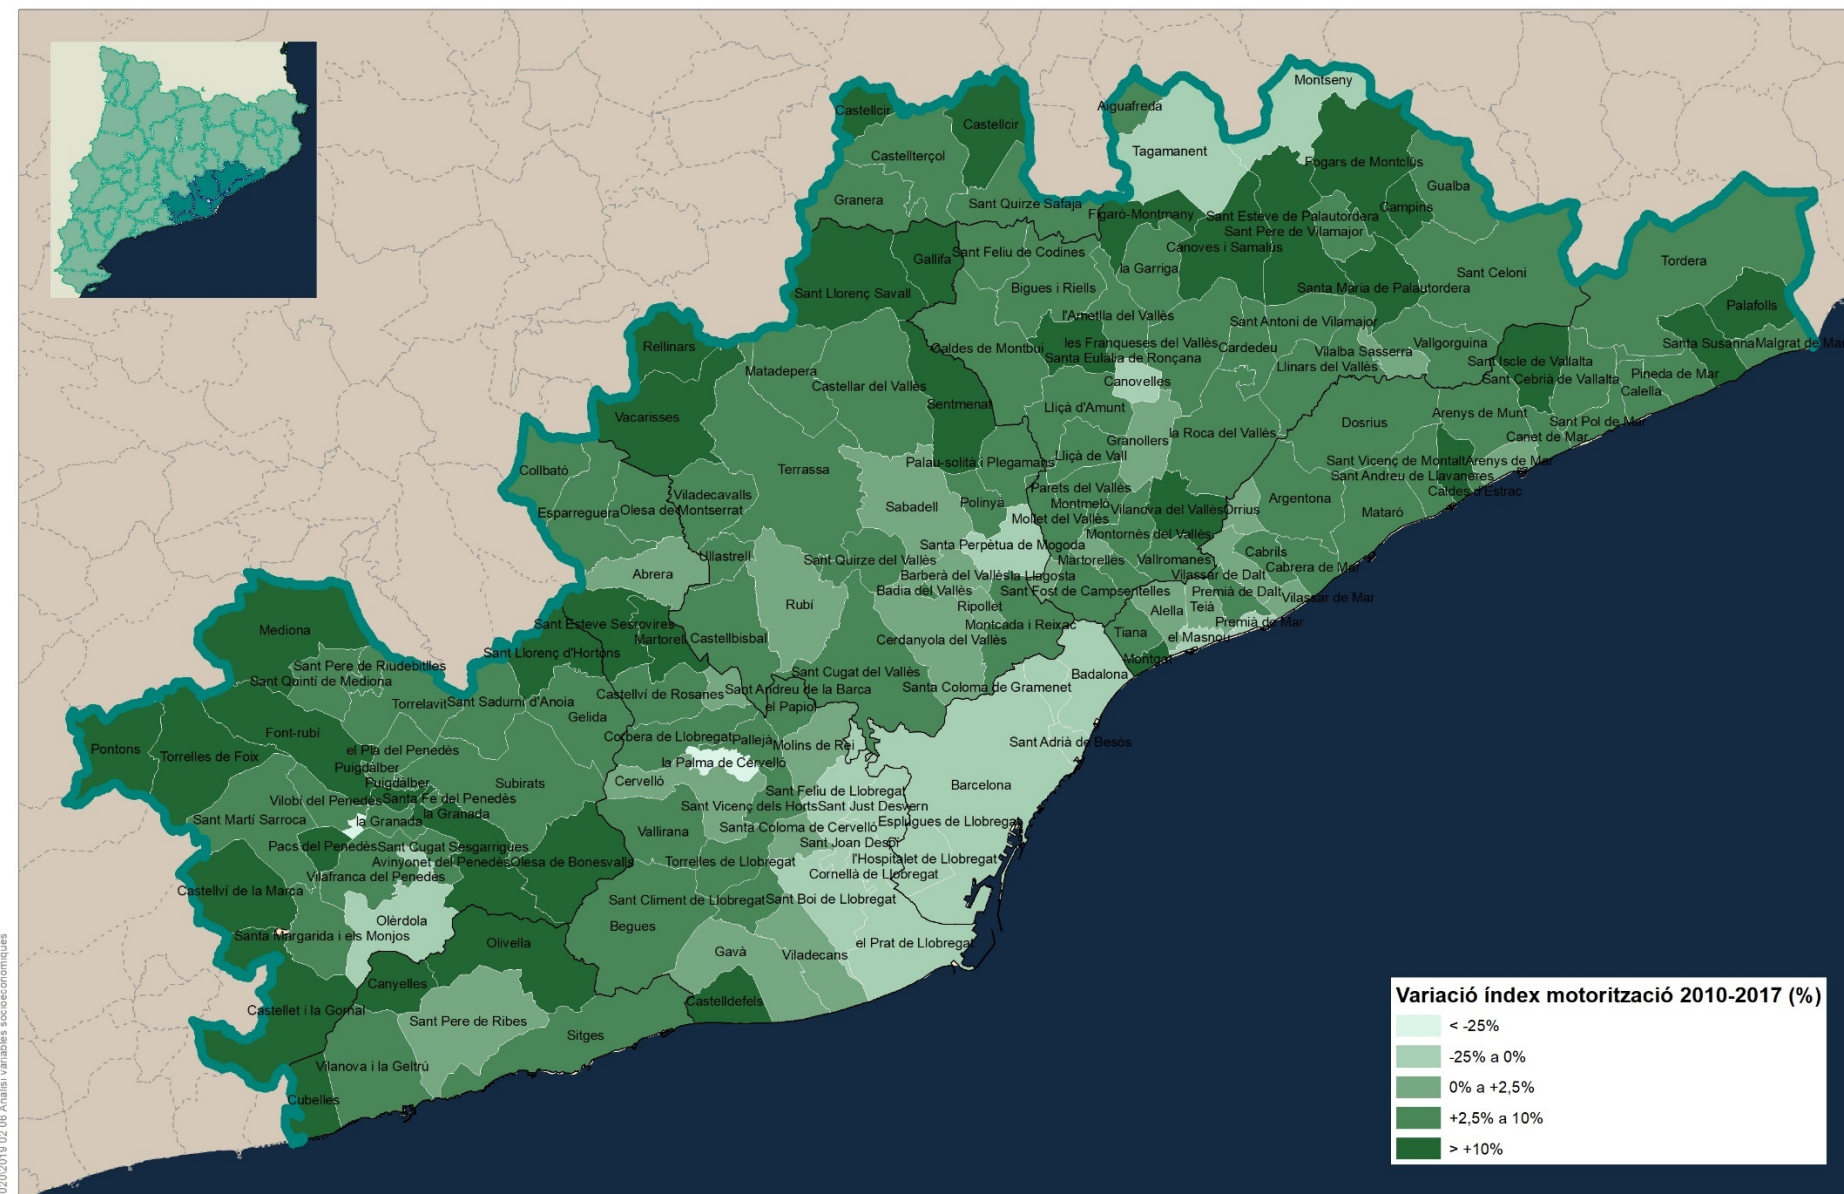 Montseny
Aiguafreda
Castellcir
Castellcir
Tagamanent
Castellterçol
Fogars de Montclús
Gualba
Granera
Sant Quirze Safaja
Figaró-Montmany
Campins
Sant Esteve de Palautordera
Sant Pere de Vilamajor
Cànoves i Samalús
Sant Feliu de Codines
Gallifa
la Garriga
Sant Celoni
Tordera
Bigues i Riells
Santa Maria de Palautordera
Sant Llorenç Savall
Palafolls
l'Ametlla del Vallès
Sant Antoni de Vilamajor
Rellinars
Caldes de Montbui
les Franqueses del Vallès
Cardedeu
Vilalba Sasserra
Vallgorguina
Santa Susanna
Malgrat de Mar
Santa Eulàlia de Ronçana
Llinars del Vallès
Sant Iscle de Vallalta
Matadepera
Castellar del Vallès
Canovelles
Sant Cebrià de Vallalta
Pineda de Mar
Calella
Sentmenat
Lliçà d'Amunt
Vacarisses
Dosrius
Arenys de Munt
Sant Pol de Mar
Granollers
la Roca del Vallès
Canet de Mar
Collbató
Terrassa
Palau-solità i Plegamans
Lliçà de Vall
Sant Vicenç de Montalt
Arenys de Mar
Sant Andreu de Llavaneres
Caldes d'Estrac
Viladecavalls
Parets del Vallès
Argentona
Esparreguera
Olesa de Montserrat
Sabadell
Polinyà
Montmeló
Vilanova del Vallès
Òrrius
Mataró
Mollet del Vallès
Montornès del Vallès
Santa Perpètua de Mogoda
Ullastrell
Sant Quirze del Vallès
Martorelles
Vallromanes
Cabrils
Cabrera de Mar
Abrera
Barberà del Vallès
la Llagosta
Vilassar de Dalt
Badia del Vallès
Sant Fost de Campsentelles
Premià de Dalt
Vilassar de Mar
Rubí
Ripollet
Alella
Teià
Premià de Mar
Sant Esteve Sesrovires
Montcada i Reixac
Tiana
el Masnou
Mediona
Martorell
Castellbisbal
Cerdanyola del Vallès
Sant Llorenç d'Hortons
Montgat
Sant Pere de Riudebitlles
Sant Cugat del Vallès
Badalona
Sant Quintí de Mediona
Castellví de Rosanes
Sant Andreu de la Barca
Santa Coloma de Gramenet
Torrelavit
Sant Sadurní d'Anoia
el Papiol
Gelida
Font-rubí
Corbera de Llobregat
Pallejà
Molins de Rei
Sant Adrià de Besòs
Pontons
Torrelles de Foix
el Pla del Penedès
la Palma de Cervelló
Puigdàlber
Puigdàlber
Subirats
Cervelló
Sant Feliu de Llobregat
Barcelona
Vilobí del Penedès
Santa Fe del Penedès
Sant Vicenç dels Horts
Sant Just Desvern
Sant Martí Sarroca
la Granada
la Granada
Vallirana
Santa Coloma de Cervelló
Esplugues de Llobregat
Pacs del Penedès
Sant Cugat Sesgarrigues
Sant Joan Despí
Avinyonet del Penedès
Olesa de Bonesvalls
Torrelles de Llobregat
l'Hospitalet de Llobregat
Vilafranca del Penedès
Cornellà de Llobregat
Castellví de la Marca
Sant Climent de Llobregat
Sant Boi de Llobregat
Olèrdola
Begues
Santa Margarida i els Monjos
Olivella
el Prat de Llobregat
Gavà
Viladecans
Canyelles
Castelldefels
Castellet i la Gornal
Sant Pere de Ribes
Sitges
Vilanova i la Geltrú
Cubelles
Variació índex motorització 2010-2017 (%)
< -25%
-25% a 0%
0% a +2,5%
+2,5% a 10%
> +10%
020\2019 02 06 Analisi variables socioeconomiques